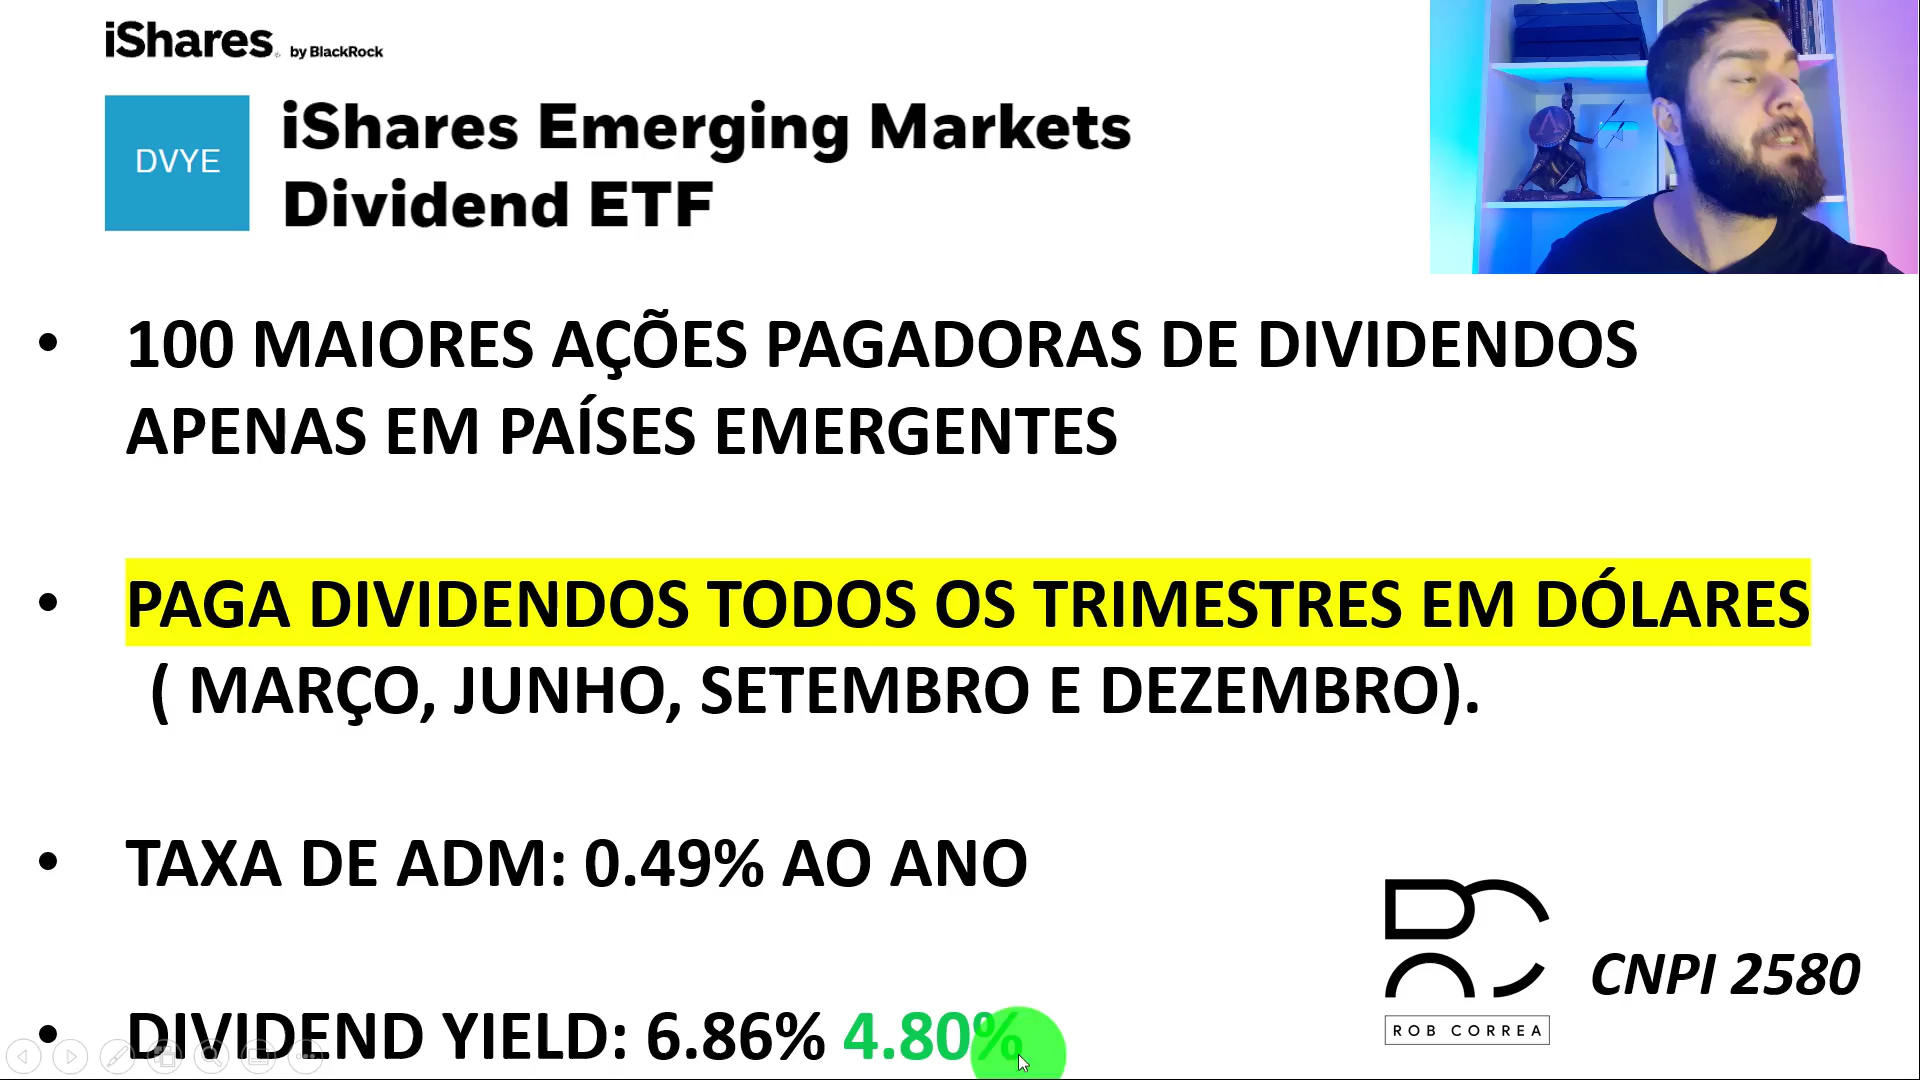 iShares by BlackRock
DVYE
iShares Emerging Markets
Dividend ETF
• 100 MAIORES AÇÕES PAGADORAS DE DIVIDENDOS
APENAS EM PAÍSES EMERGENTES
• PAGA DIVIDENDOS TODOS OS TRIMESTRES EM DÓLARES
( MARÇO, JUNHO, SETEMBRO E DEZEMBRO).
• TAXA DE ADM: 0.49% AO ANO
• DIVIDEND YIELD: 6.86% 4.80%
CNPI 2580
ROB CORREA